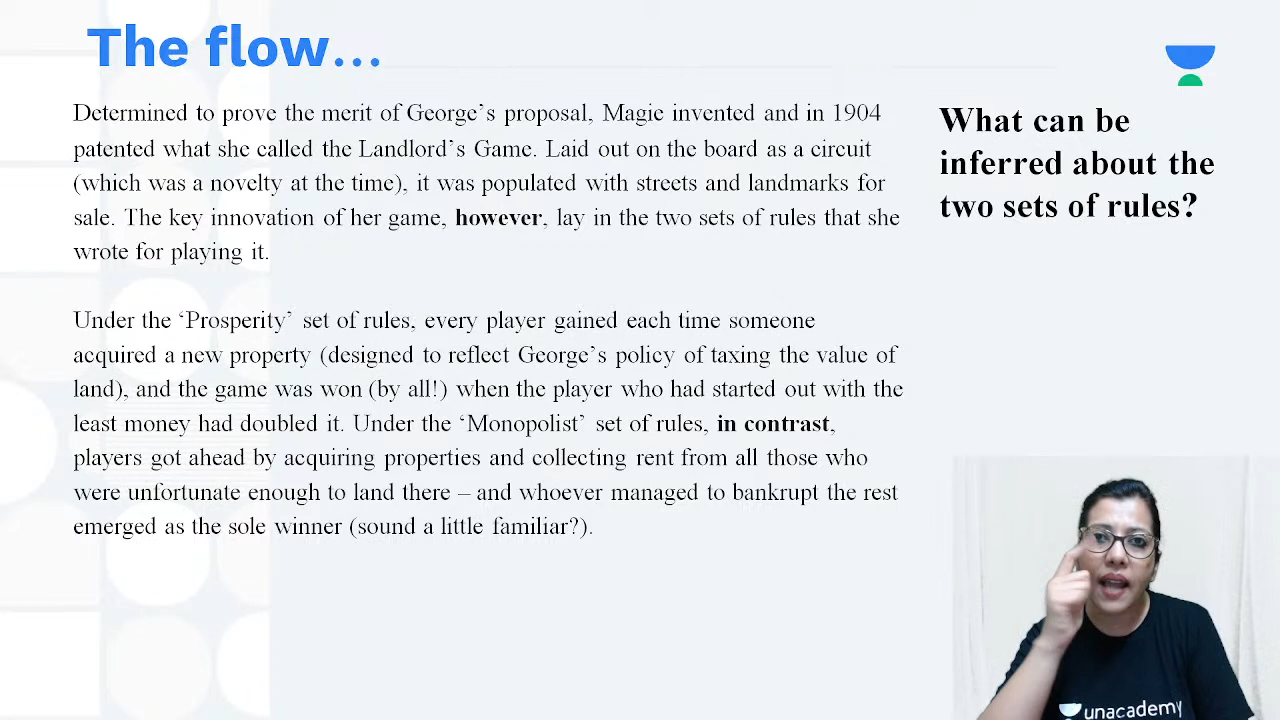 The flow...
Determined to prove the merit of George’s proposal, Magie invented and in 1904
patented what she called the Landlord’s Game. Laid out on the board as a circuit
(which was a novelty at the time), it was populated with streets and landmarks for
sale. The key innovation of her game, however, lay in the two sets of rules that she
wrote for playing it.
Under the ‘Prosperity’ set of rules, every player gained each time someone
acquired a new property (designed to reflect George’s policy of taxing the value of
land), and the game was won (by all!) when the player who had started out with the
least money had doubled it. Under the ‘Monopolist’ set of rules, in contrast,
players got ahead by acquiring properties and collecting rent from all those who
were unfortunate enough to land there – and whoever managed to bankrupt the rest
emerged as the sole winner (sound a little familiar?).
What can be
inferred about the
two sets of rules?
unacademy